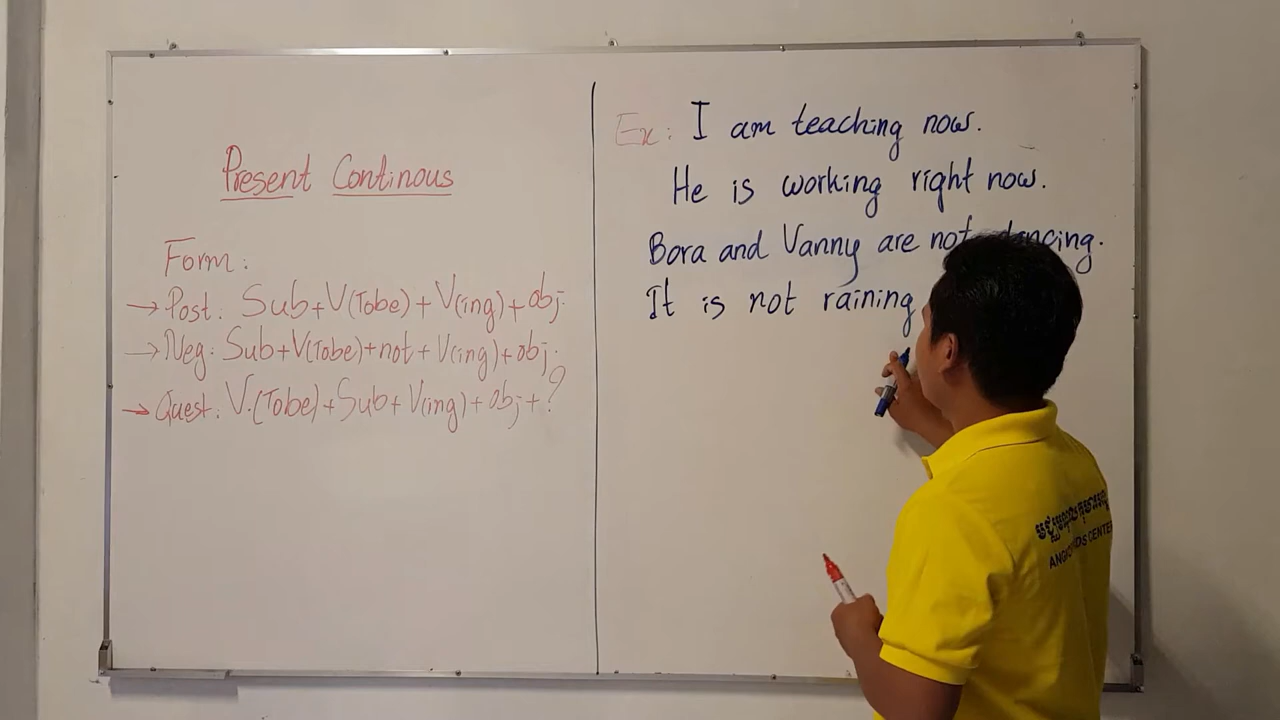 Present Continous
Form:
→ Post: Sub+V(Tobe)+V(ing)+obj.
→ Neg: Sub+V(Tobe)+not+V(ing)+obj.
→ Quest: V.(Tobe)+Sub+V(ing)+obj+?
Ex: I am teaching now.
He is working right now.
Bora and Vanny are not dancing.
It is not raining
CENTER